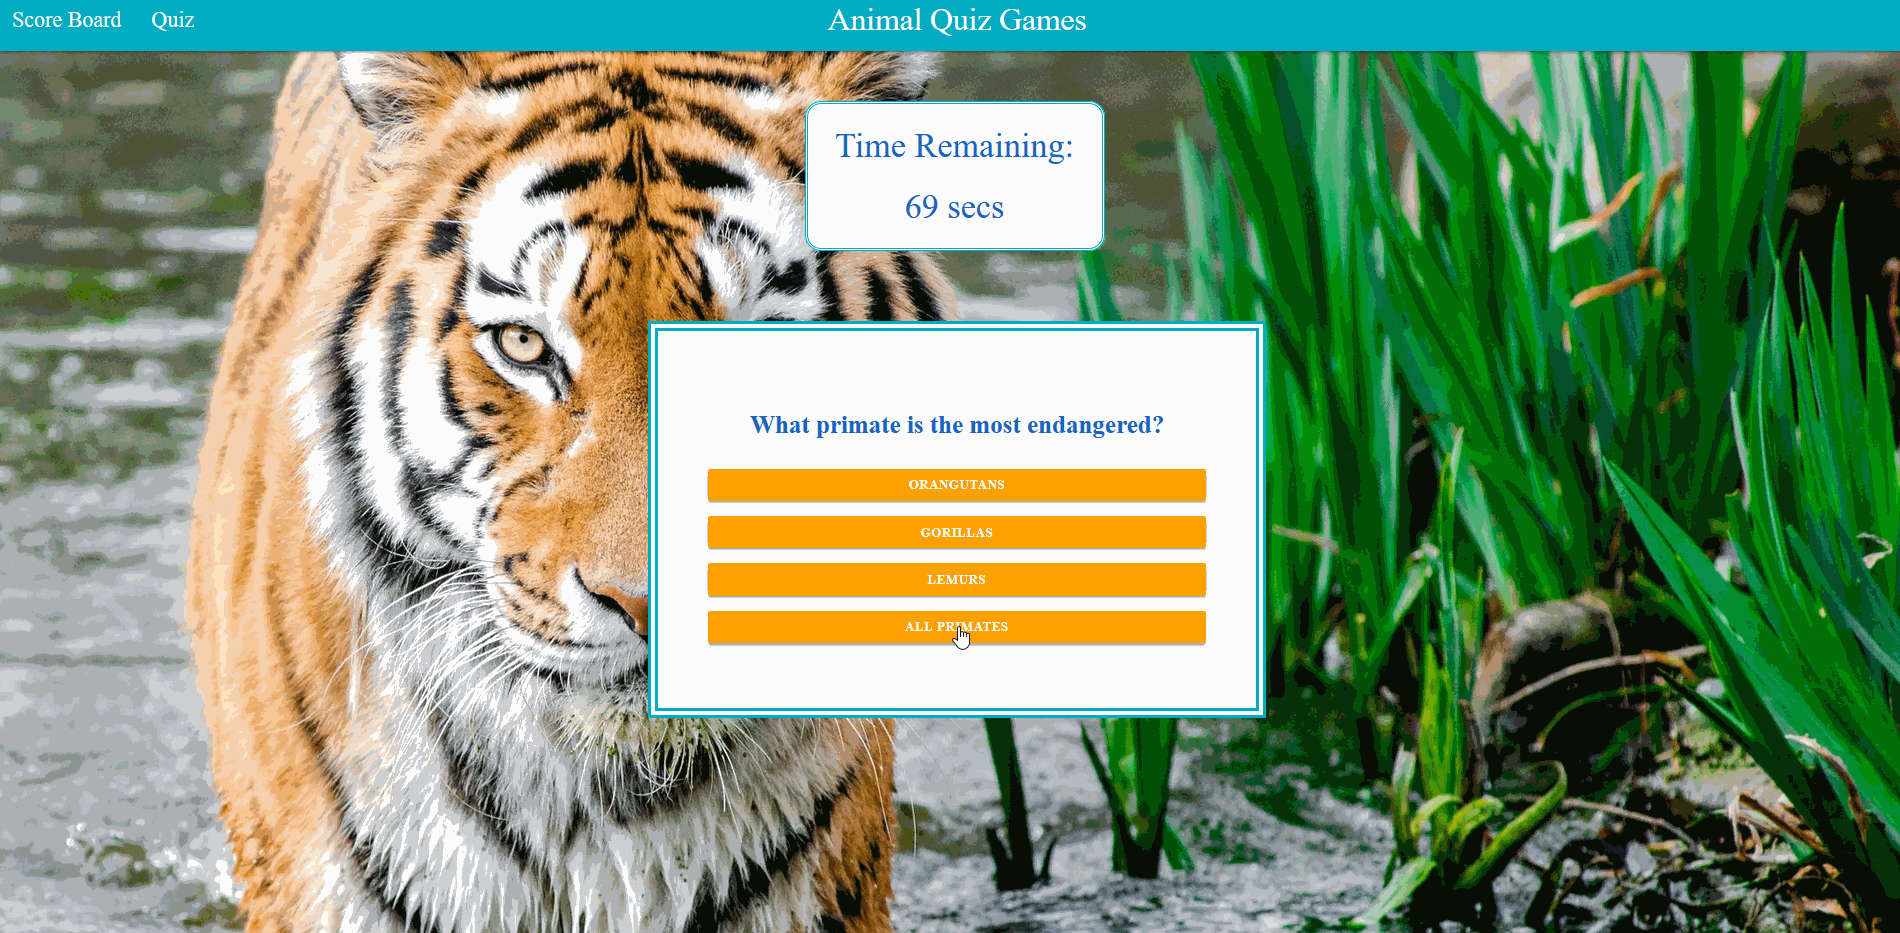 Score Board
Quiz
Animal Quiz Games
Time Remaining:
69 secs
What primate is the most endangered?
ORANGUTANS
GORILLAS
LEMURS
ALL PRIMATES